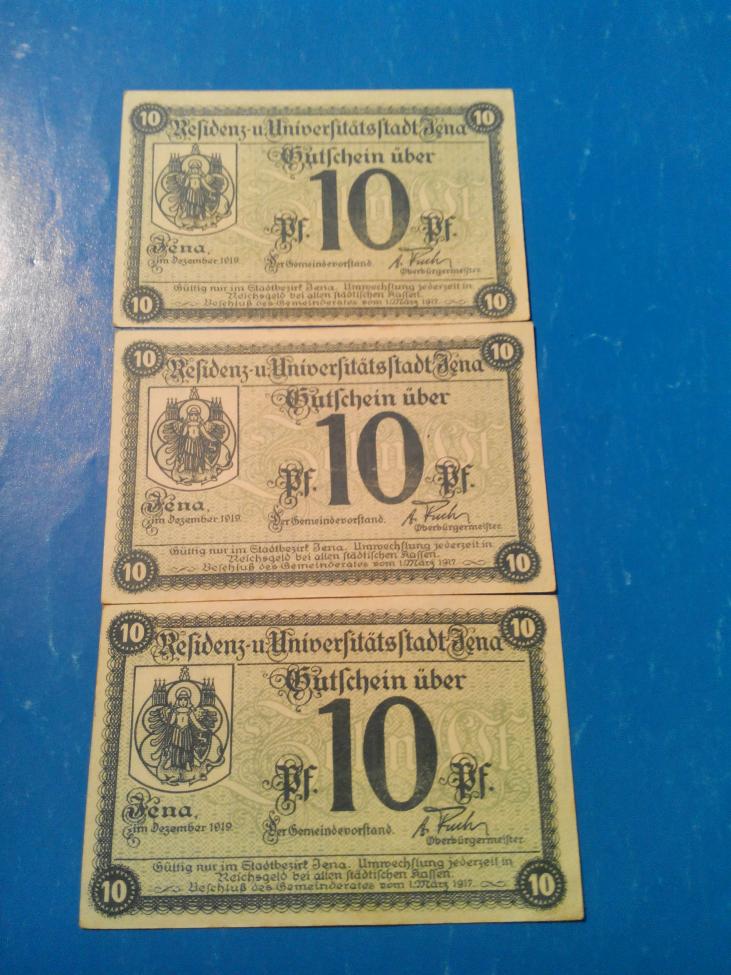 10 10
Residenz-u. Universitätsstadt Jena
Gutschein über
Pf. 10 Pf.
Jena,
im Dezember 1919. Der Gemeindevorstand.
Oberbürgermeister.
Gültig nur im Stadtbezirk Jena. Umwechslung jederzeit in
Reichsgeld bei allen städtischen Kassen.
Beschluß des Gemeinderates vom 1. März 1917.
10 10
10 10
Residenz-u. Universitätsstadt Jena
Gutschein über
Pf. 10 Pf.
Jena,
im Dezember 1919. Der Gemeindevorstand.
Oberbürgermeister.
Gültig nur im Stadtbezirk Jena. Umwechslung jederzeit in
Reichsgeld bei allen städtischen Kassen.
Beschluß des Gemeinderates vom 1. März 1917.
10 10
10 10
Residenz-u. Universitätsstadt Jena
Gutschein über
Pf. 10 Pf.
Jena,
im Dezember 1919. Der Gemeindevorstand.
Oberbürgermeister.
Gültig nur im Stadtbezirk Jena. Umwechslung jederzeit in
Reichsgeld bei allen städtischen Kassen.
Beschluß des Gemeinderates vom 1. März 1917.
10 10